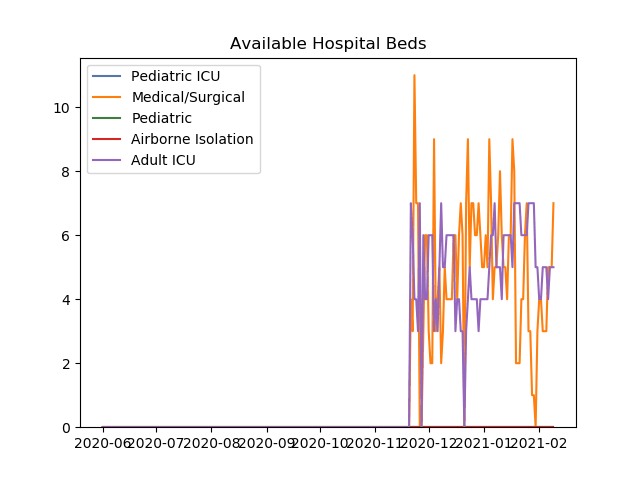 Available Hospital Beds
Pediatric ICU
Medical/Surgical
Pediatric
Airborne Isolation
Adult ICU
10
8
6
4
2
0
2020-06 2020-07 2020-08 2020-09 2020-10 2020-11 2020-12 2021-01 2021-02